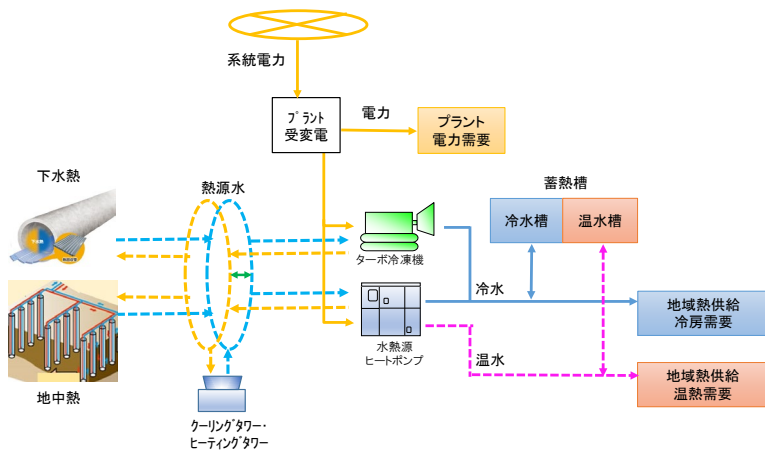 系統電力
プラント
受変電
電力
プラント
電力需要
下水熱
熱源水
蓄熱槽
冷水槽
温水槽
ターボ冷凍機
冷水
地域熱供給
冷房需要
水熱源
ヒートポンプ
温水
地域熱供給
温熱需要
地中熱
クーリングタワー・
ヒーティングタワー